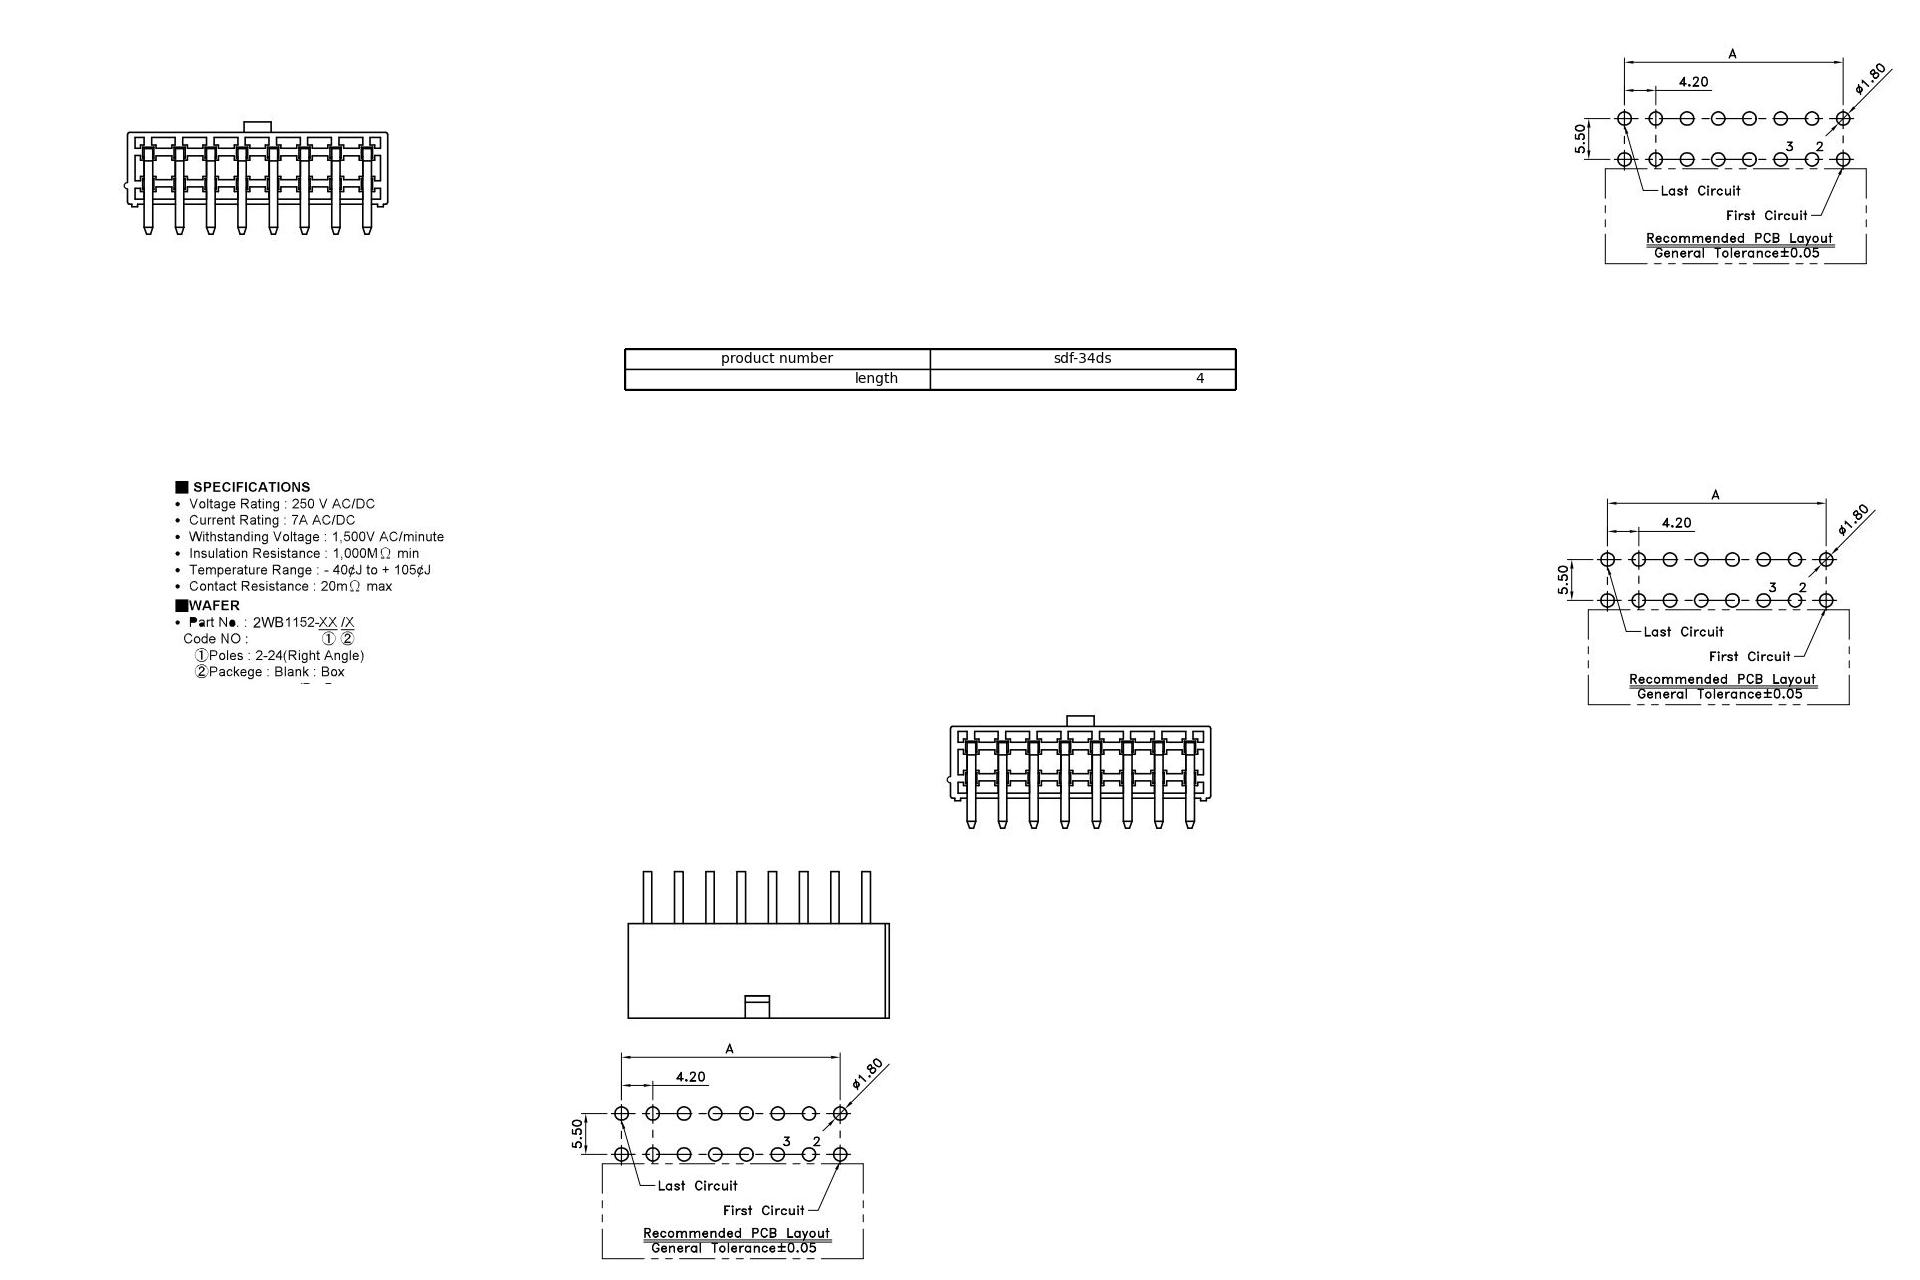 A
4.20
ø1.80
5.50
3 2
Last Circuit
First Circuit
Recommended PCB Layout
General Tolerance±0.05
product number sdf-34ds
length 4
■ SPECIFICATIONS
• Voltage Rating : 250 V AC/DC
• Current Rating : 7A AC/DC
• Withstanding Voltage : 1,500V AC/minute
• Insulation Resistance : 1,000MΩ min
• Temperature Range : - 40¢J to + 105¢J
• Contact Resistance : 20mΩ max
■WAFER
• Part No. : 2WB1152-XX /X
Code NO : ① ②
①Poles : 2-24(Right Angle)
②Packege : Blank : Box
A
4.20
ø1.80
5.50
3 2
Last Circuit
First Circuit
Recommended PCB Layout
General Tolerance±0.05
A
4.20
ø1.80
5.50
3 2
Last Circuit
First Circuit
Recommended PCB Layout
General Tolerance±0.05